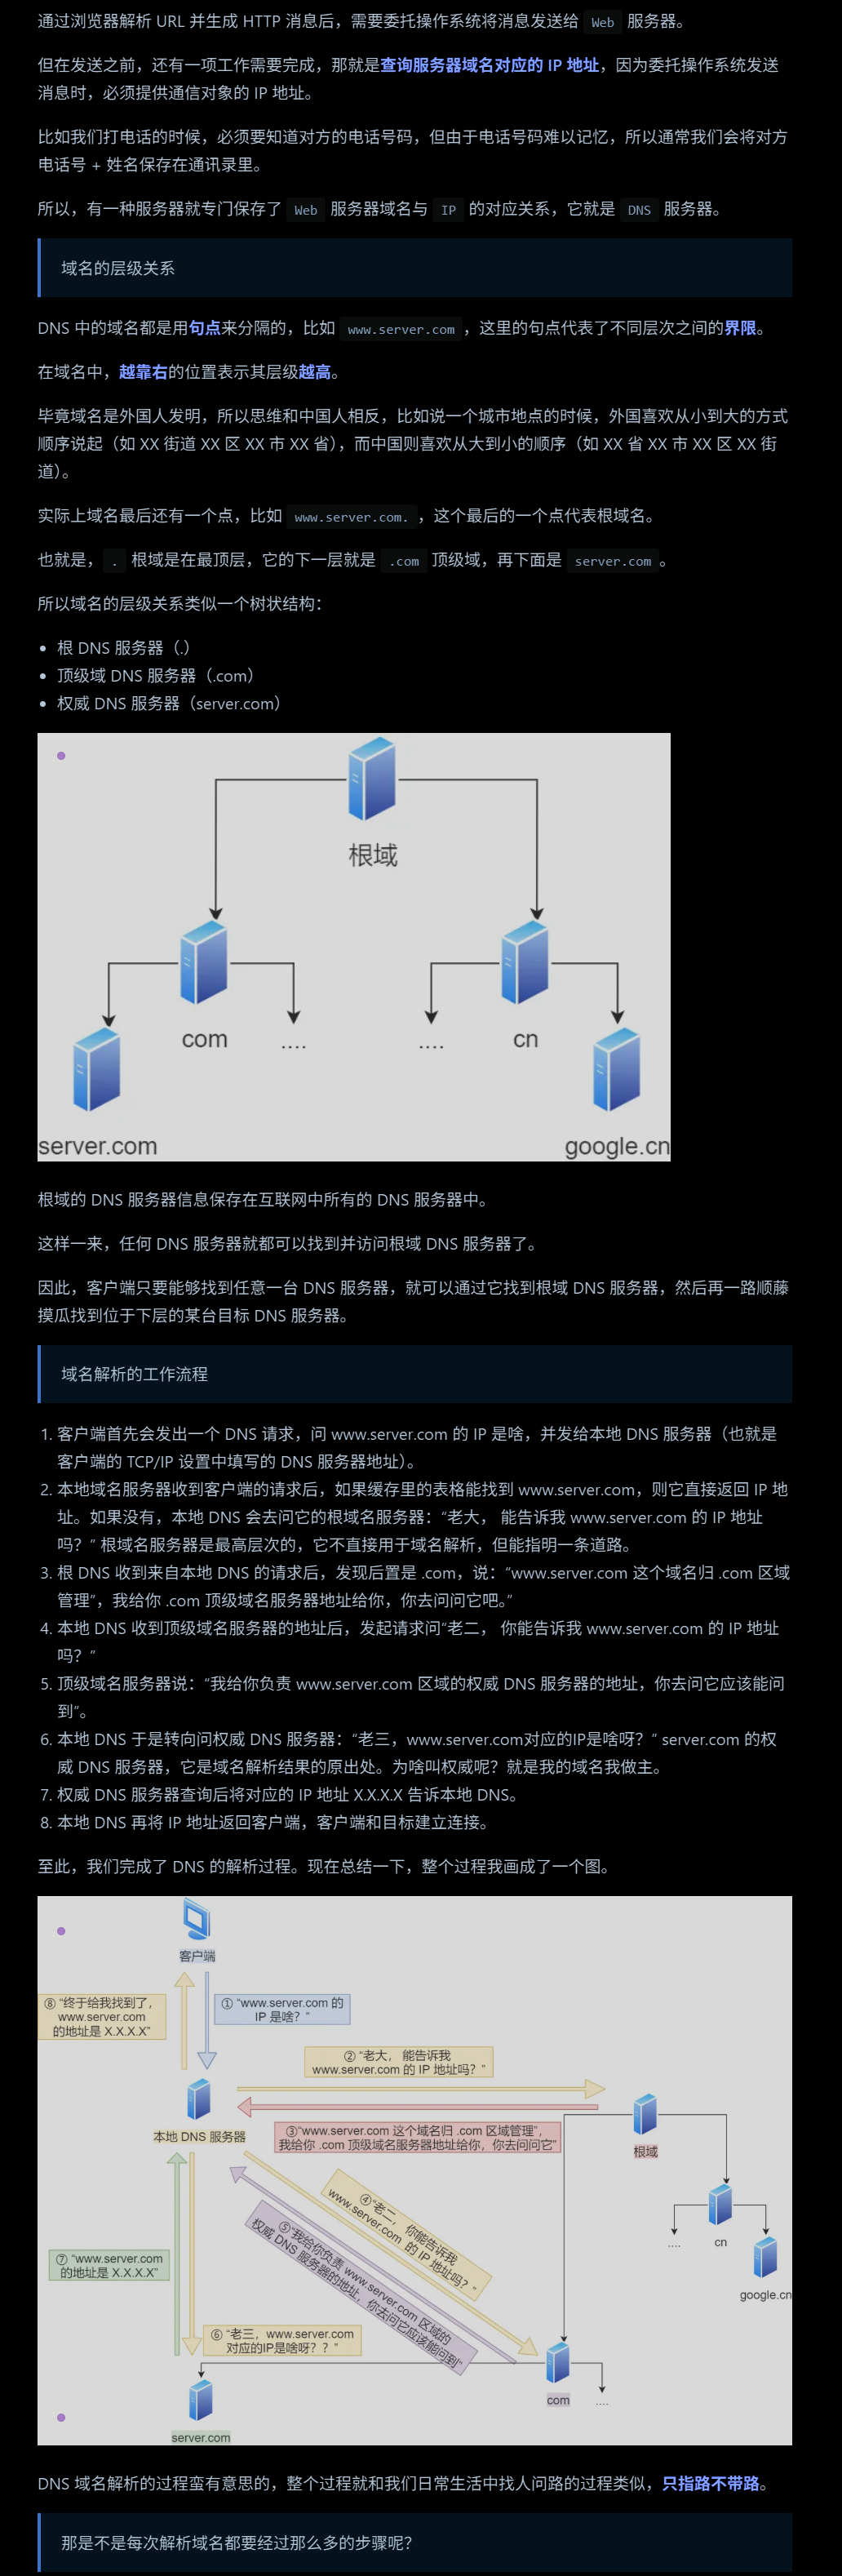 通过浏览器解析 URL 并生成 HTTP 消息后，需要委托操作系统将消息发送给 Web 服务器。
但在发送之前，还有一项工作需要完成，那就是查询服务器域名对应的 IP 地址，因为委托操作系统发送
消息时，必须提供通信对象的 IP 地址。
比如我们打电话的时候，必须要知道对方的电话号码，但由于电话号码难以记忆，所以通常我们会将对方
电话号 + 姓名保存在通讯录里。
所以，有一种服务器就专门保存了 Web 服务器域名与 IP 的对应关系，它就是 DNS 服务器。
域名的层级关系
DNS 中的域名都是用句点来分隔的，比如 www.server.com，这里的句点代表了不同层次之间的界限。
在域名中，越靠右的位置表示其层级越高。
毕竟域名是外国人发明，所以思维和中国人相反，比如说一个城市地点的时候，外国喜欢从小到大的方式
顺序说起（如 XX 街道 XX 区 XX 市 XX 省），而中国则喜欢从大到小的顺序（如 XX 省 XX 市 XX 区 XX 街
道）。
实际上域名最后还有一个点，比如 www.server.com.，这个最后的一个点代表根域名。
也就是，. 根域是在最顶层，它的下一层就是 .com 顶级域，再下面是 server.com。
所以域名的层级关系类似一个树状结构：
• 根 DNS 服务器（.）
• 顶级域 DNS 服务器（.com）
• 权威 DNS 服务器（server.com）
根域
com
....
....
cn
server.com
google.cn
根域的 DNS 服务器信息保存在互联网中所有的 DNS 服务器中。
这样一来，任何 DNS 服务器就都可以找到并访问根域 DNS 服务器了。
因此，客户端只要能够找到任意一台 DNS 服务器，就可以通过它找到根域 DNS 服务器，然后再一路顺藤
摸瓜找到位于下层的某台目标 DNS 服务器。
域名解析的工作流程
1. 客户端首先会发出一个 DNS 请求，问 www.server.com 的 IP 是啥，并发给本地 DNS 服务器（也就是
客户端的 TCP/IP 设置中填写的 DNS 服务器地址）。
2. 本地域名服务器收到客户端的请求后，如果缓存里的表格能找到 www.server.com，则它直接返回 IP 地
址。如果没有，本地 DNS 会去问它的根域名服务器：“老大， 能告诉我 www.server.com 的 IP 地址
吗？” 根域名服务器是最高层次的，它不直接用于域名解析，但能指明一条道路。
3. 根 DNS 收到来自本地 DNS 的请求后，发现后置是 .com，说：“www.server.com 这个域名归 .com 区域
管理”，我给你 .com 顶级域名服务器地址给你，你去问问它吧。”
4. 本地 DNS 收到顶级域名服务器的地址后，发起请求问“老二， 你能告诉我 www.server.com 的 IP 地址
吗？”
5. 顶级域名服务器说：“我给你负责 www.server.com 区域的权威 DNS 服务器的地址，你去问它应该能问
到”。
6. 本地 DNS 于是转向问权威 DNS 服务器：“老三，www.server.com对应的IP是啥呀？” server.com 的权
威 DNS 服务器，它是域名解析结果的原出处。为啥叫权威呢？就是我的域名我做主。
7. 权威 DNS 服务器查询后将对应的 IP 地址 X.X.X.X 告诉本地 DNS。
8. 本地 DNS 再将 IP 地址返回客户端，客户端和目标建立连接。
至此，我们完成了 DNS 的解析过程。现在总结一下，整个过程我画成了一个图。
客户端
⑧ “终于给我找到了，
www.server.com
的地址是 X.X.X.X”
① “www.server.com 的
IP 是啥？”
② “老大， 能告诉我
www.server.com 的 IP 地址吗？”
本地 DNS 服务器
③“www.server.com 这个域名归 .com 区域管理”，
我给你 .com 顶级域名服务器地址给你，你去问问它”
根域
④“老二， 你能告诉我
www.server.com 的 IP 地址吗？”
⑤“我给你负责 www.server.com 区域的
权威 DNS 服务器的地址，你去问它应该能问到”
....
cn
google.cn
⑦ “www.server.com
的地址是 X.X.X.X”
⑥ “老三，www.server.com
对应的IP是啥呀？？”
com
....
server.com
DNS 域名解析的过程蛮有意思的，整个过程就和我们日常生活中找人问路的过程类似，只指路不带路。
那是不是每次解析域名都要经过那么多的步骤呢？